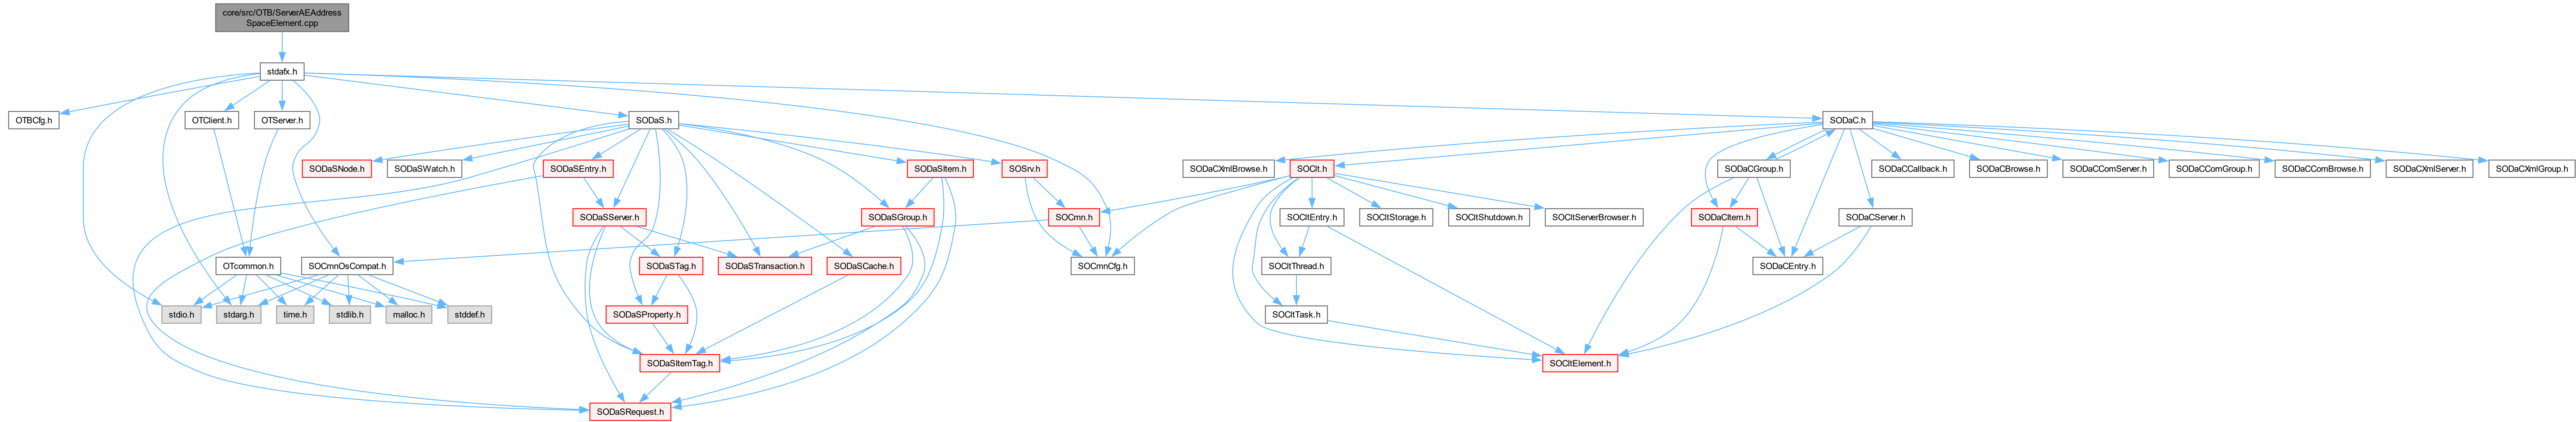 core/src/OTB/ServerAEAddress
SpaceElement.cpp
stdafx.h
OTBCfg.h
OTClient.h
OTServer.h
SODaS.h
SODaC.h
SODaSNode.h
SODaSWatch.h
SODaSEntry.h
SODaSItem.h
SOSrv.h
SODaCXmlBrowse.h
SOClt.h
SODaCGroup.h
SODaCCallback.h
SODaCBrowse.h
SODaCComServer.h
SODaCComGroup.h
SODaCComBrowse.h
SODaCXmlServer.h
SODaCXmlGroup.h
SODaSServer.h
SODaSGroup.h
SOCmn.h
SOCltEntry.h
SOCltStorage.h
SOCltShutdown.h
SOCltServerBrowser.h
SODaCItem.h
SODaCServer.h
OTcommon.h
SOCmnOsCompat.h
SODaSTag.h
SODaSTransaction.h
SODaSCache.h
SOCmnCfg.h
SOCltThread.h
SODaCEntry.h
stdio.h
stdarg.h
time.h
stdlib.h
malloc.h
stddef.h
SODaSProperty.h
SOCltTask.h
SODaSItemTag.h
SOCltElement.h
SODaSRequest.h